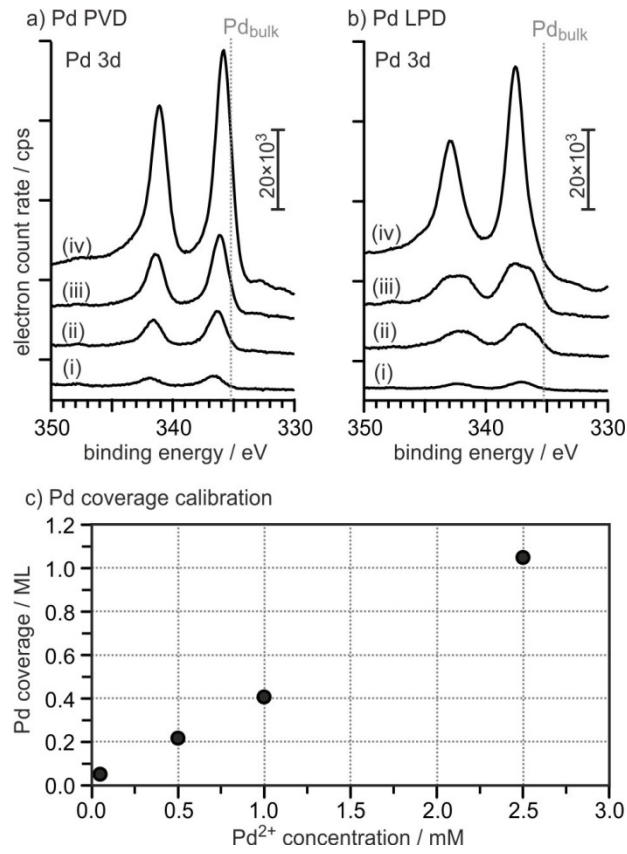 a) Pd PVD
b) Pd LPD
Pd 3d
Pd_bulk
Pd 3d
Pd_bulk
20×10³
20×10³
electron count rate / cps
(iv)
(iii)
(ii)
(i)
(iv)
(iii)
(ii)
(i)
350 340 330
350 340 330
binding energy / eV
binding energy / eV
c) Pd coverage calibration
Pd coverage / ML
1.2
1.0
0.8
0.6
0.4
0.2
0.0
0.0 0.5 1.0 1.5 2.0 2.5 3.0
Pd²⁺ concentration / mM